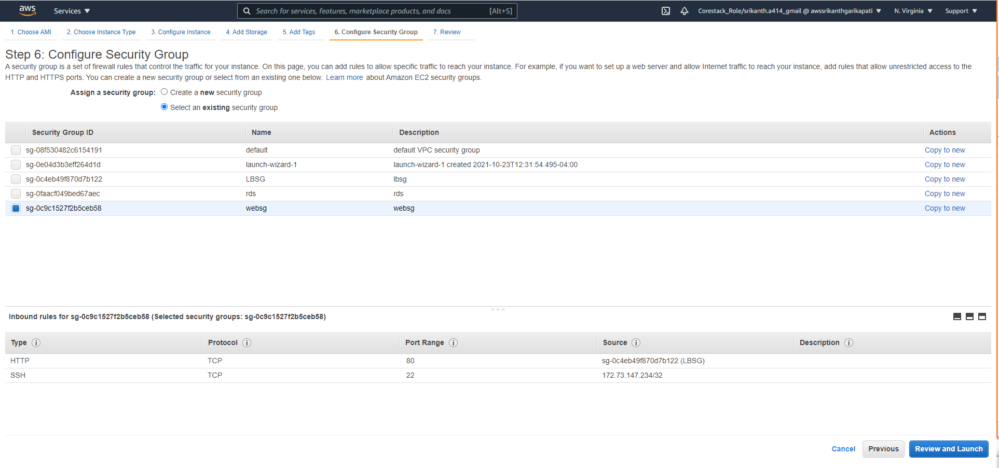 aws Services Search for services, features, marketplace products, and docs [Alt+S] Corestack_Role/srikanth.a414_gmail @ awssrikanthgarikapati N. Virginia Support
1. Choose AMI 2. Choose Instance Type 3. Configure Instance 4. Add Storage 5. Add Tags 6. Configure Security Group 7. Review
Step 6: Configure Security Group
A security group is a set of firewall rules that control the traffic for your instance. On this page, you can add rules to allow specific traffic to reach your instance. For example, if you want to set up a web server and allow Internet traffic to reach your instance, add rules that allow unrestricted access to the
HTTP and HTTPS ports. You can create a new security group or select from an existing one below. Learn more about Amazon EC2 security groups.
Assign a security group: Create a new security group
Select an existing security group
Security Group ID Name Description Actions
sg-08f530482c6154191 default default VPC security group Copy to new
sg-0e04d3b3eff264d1d launch-wizard-1 launch-wizard-1 created 2021-10-23T12:31:54.495-04:00 Copy to new
sg-0c4eb49f870d7b122 LBSG lbsg Copy to new
sg-0faacf049bed67aec rds rds Copy to new
sg-0c9c1527f2b5ceb58 websg websg Copy to new
Inbound rules for sg-0c9c1527f2b5ceb58 (Selected security groups: sg-0c9c1527f2b5ceb58)
Type Protocol Port Range Source Description
HTTP TCP 80 sg-0c4eb49f870d7b122 (LBSG)
SSH TCP 22 172.73.147.234/32
Cancel Previous Review and Launch